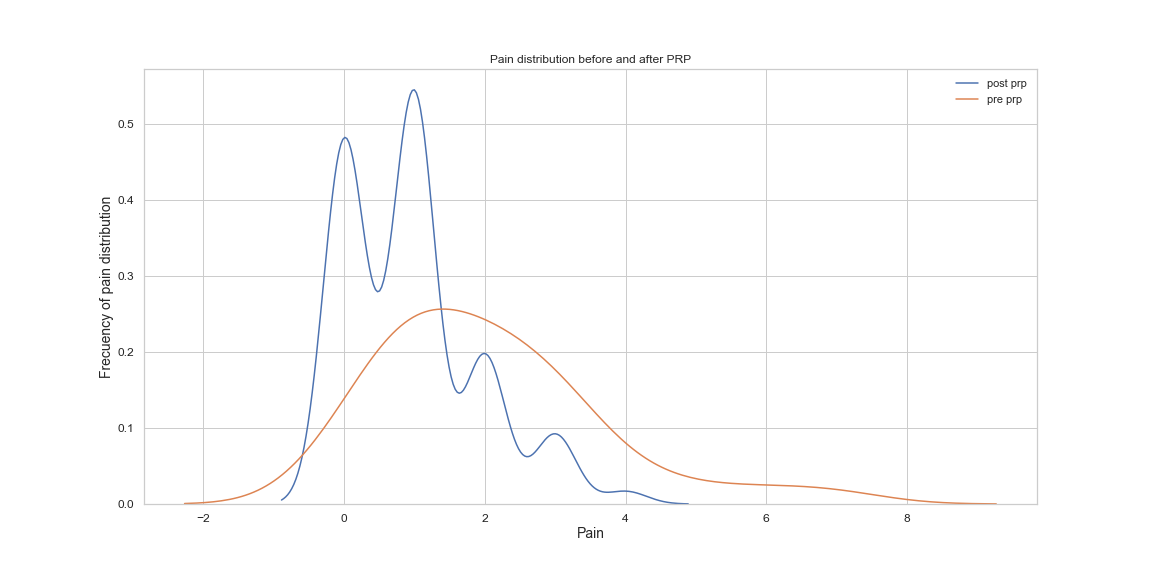 Pain distribution before and after PRP
post prp
pre prp
Frecuency of pain distribution
0.5
0.4
0.3
0.2
0.1
0.0
−2
0
2
4
6
8
Pain